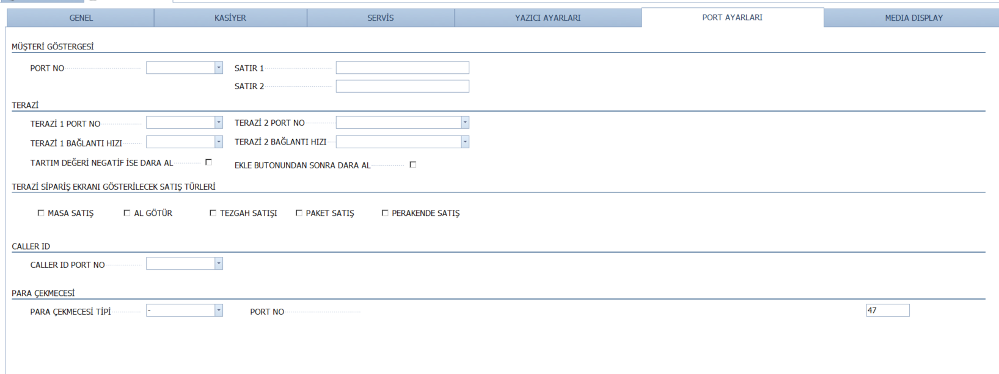 GENEL KASİYER SERVİS YAZICI AYARLARI PORT AYARLARI MEDIA DISPLAY
MÜŞTERİ GÖSTERGESİ
PORT NO SATIR 1
SATIR 2
TERAZİ
TERAZİ 1 PORT NO TERAZİ 2 PORT NO
TERAZİ 1 BAĞLANTI HIZI TERAZİ 2 BAĞLANTI HIZI
TARTIM DEĞERİ NEGATİF İSE DARA AL EKLE BUTONUNDAN SONRA DARA AL
TERAZİ SİPARİŞ EKRANI GÖSTERİLECEK SATIŞ TÜRLERİ
MASA SATIŞ AL GÖTÜR TEZGAH SATIŞI PAKET SATIŞ PERAKENDE SATIŞ
CALLER ID
CALLER ID PORT NO
PARA ÇEKMECESİ
PARA ÇEKMECESİ TİPİ - PORT NO 47